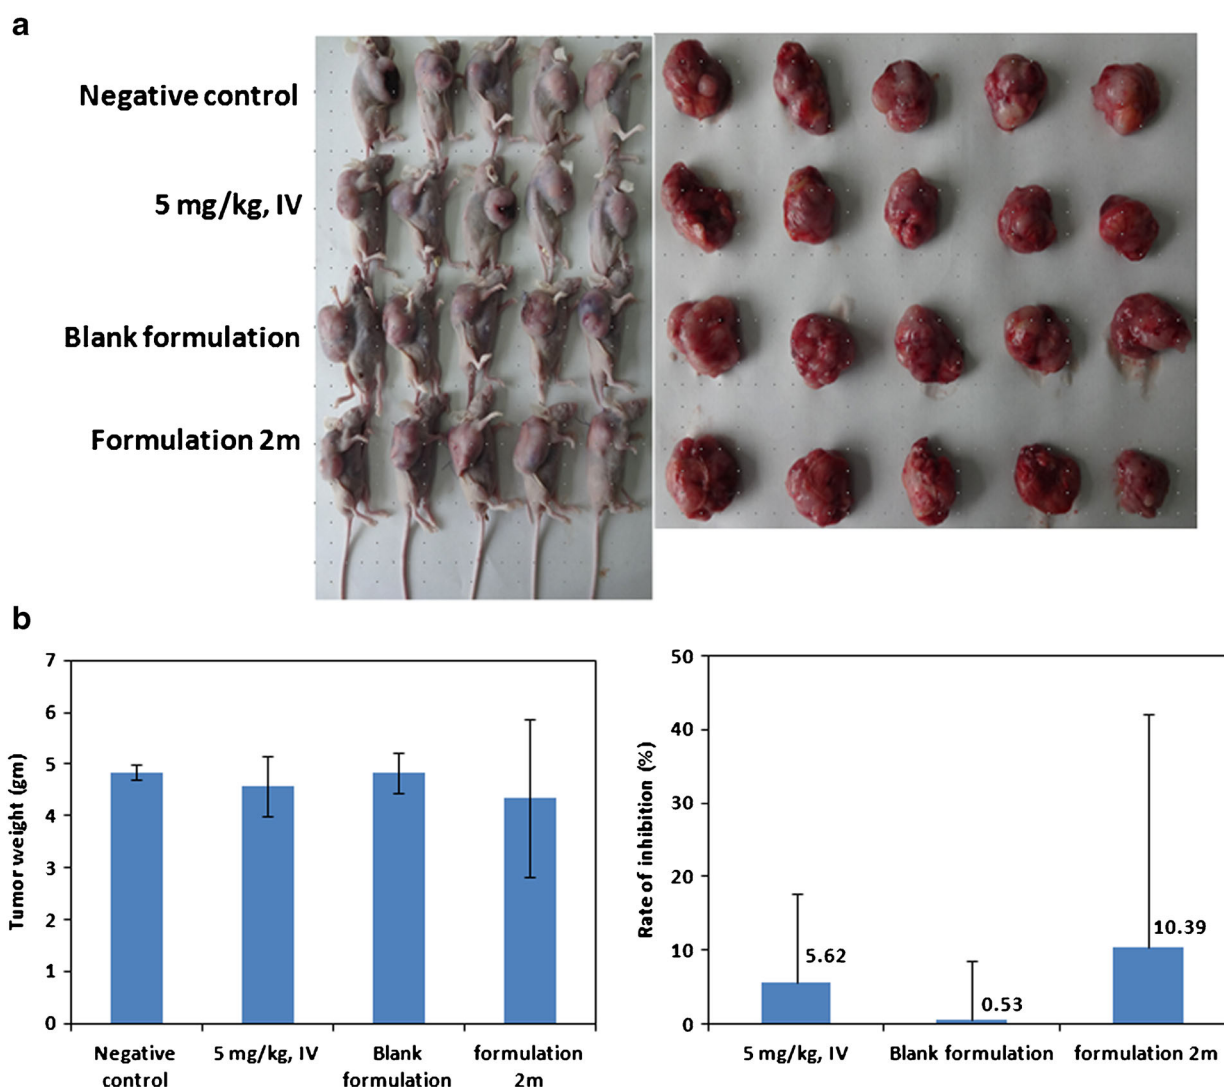 a
Negative control
5 mg/kg, IV
Blank formulation
Formulation 2m
b
Tumor weight (gm)
7
6
5
4
3
2
1
0
Negative
control
5 mg/kg, IV
Blank
formulation
formulation
2m
Rate of inhibition (%)
50
40
30
20
10
0
5.62
0.53
10.39
5 mg/kg, IV
Blank formulation
formulation 2m